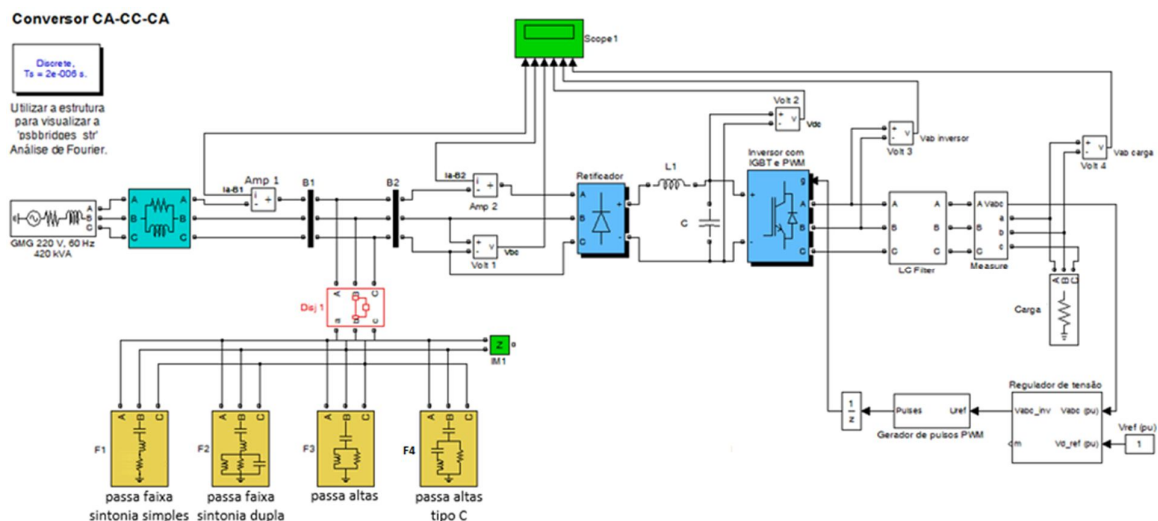 Conversor CA-CC-CA
Discrete,
Ts = 2e-006 s.
Utilizar a estrutura
para visualizar a
'psbbridges_str'
Análise de Fourier.
Scope1
Volt 2
Vdc
Vab inversor
Volt 3
Vab carga
Volt 4
Ia-B1
Amp 1
B1
B2
Ia-B2
Amp 2
Vbc
Volt 1
Retificador
L1
C
Inversor com
IGBT e PWM
g
A
B
C
LC Filter
Vabc
Measure
a
b
c
A B C
Carga
GMG 220 V, 60 Hz
420 kVA
A
B
C
A B C
a b c
Disj 1
Z
IM1
A B C
A B C
A B C
A B C
F1
F2
F3
F4
passa faixa
sintonia simples
passa faixa
sintonia dupla
passa altas
passa altas
tipo C
1
z
Pulses
Uref
Gerador de pulsos PWM
Regulador de tensão
Vabc_inv
Vabc (pu)
m
Vd_ref (pu)
Vref (pu)
1